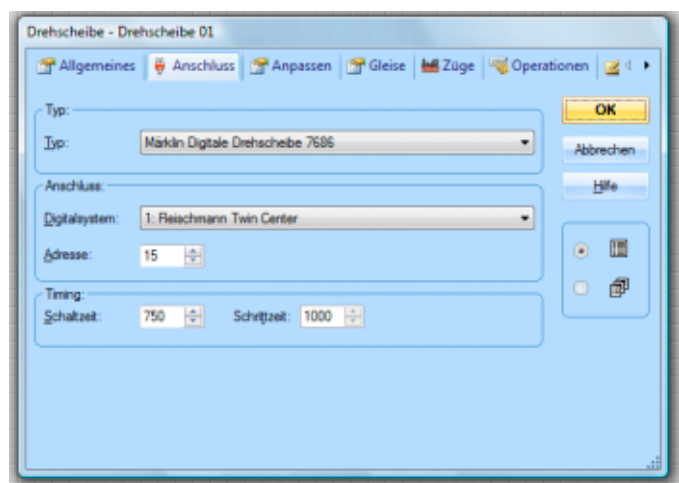 Drehscheibe - Drehscheibe 01
Allgemeines Anschluss Anpassen Gleise Züge Operationen
Typ:
Typ: Märklin Digitale Drehscheibe 7686
Anschluss:
Digitalsystem: 1: Fleischmann Twin Center
Adresse: 15
Timing:
Schaltzeit: 750 Schrittzeit: 1000
OK
Abbrechen
Hilfe